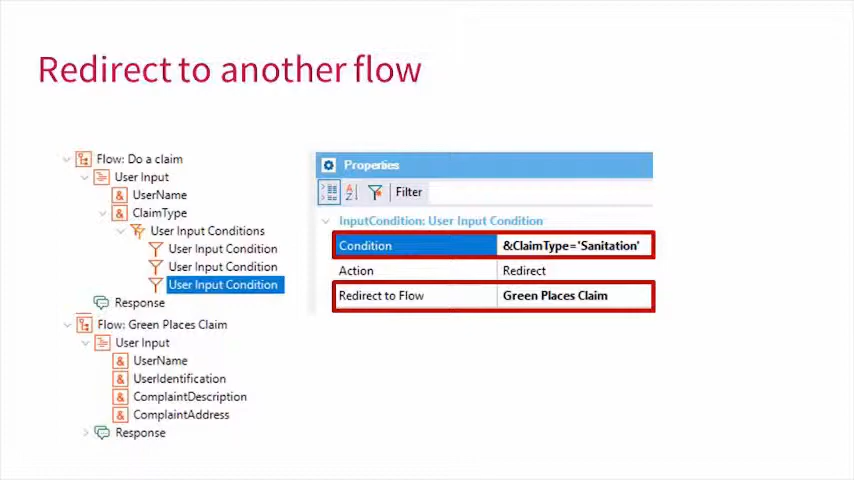 Redirect to another flow
Flow: Do a claim
User Input
UserName
ClaimType
User Input Conditions
User Input Condition
User Input Condition
User Input Condition
Response
Flow: Green Places Claim
User Input
UserName
UserIdentification
ComplaintDescription
ComplaintAddress
Response
Properties
Filter
InputCondition: User Input Condition
Condition &ClaimType='Sanitation'
Action Redirect
Redirect to Flow Green Places Claim